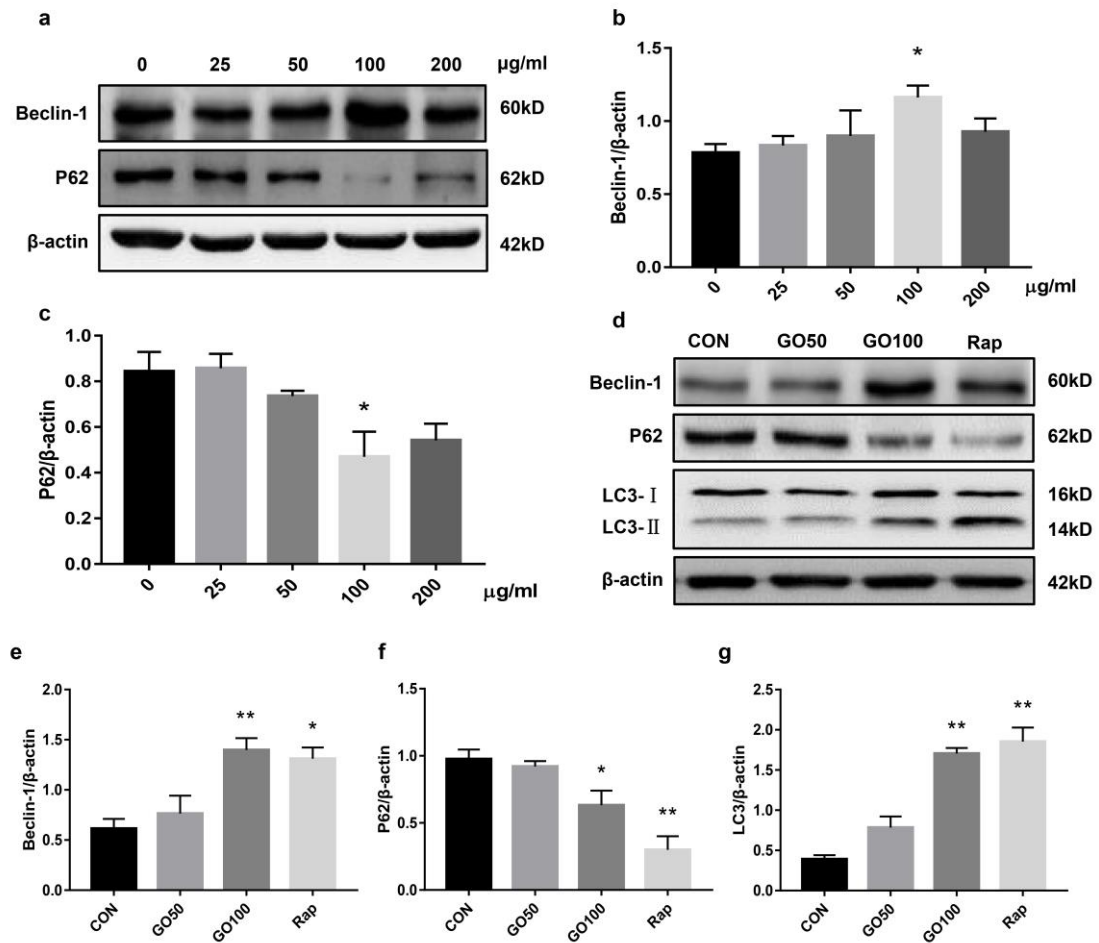 a
0 25 50 100 200 μg/ml
Beclin-1 60kD
P62 62kD
β-actin 42kD
b
Beclin-1/β-actin
1.5
1.0
0.5
0.0
*
0 25 50 100 200 μg/ml
c
P62/β-actin
1.0
0.8
0.6
0.4
0.2
0.0
*
0 25 50 100 200 μg/ml
d
CON GO50 GO100 Rap
Beclin-1 60kD
P62 62kD
LC3-Ⅰ 16kD
LC3-Ⅱ 14kD
β-actin 42kD
e
Beclin-1/β-actin
2.0
1.5
1.0
0.5
0.0
** *
CON GO50 GO100 Rap
f
P62/β-actin
1.5
1.0
0.5
0.0
* **
CON GO50 GO100 Rap
g
LC3/β-actin
2.5
2.0
1.5
1.0
0.5
0.0
** **
CON GO50 GO100 Rap